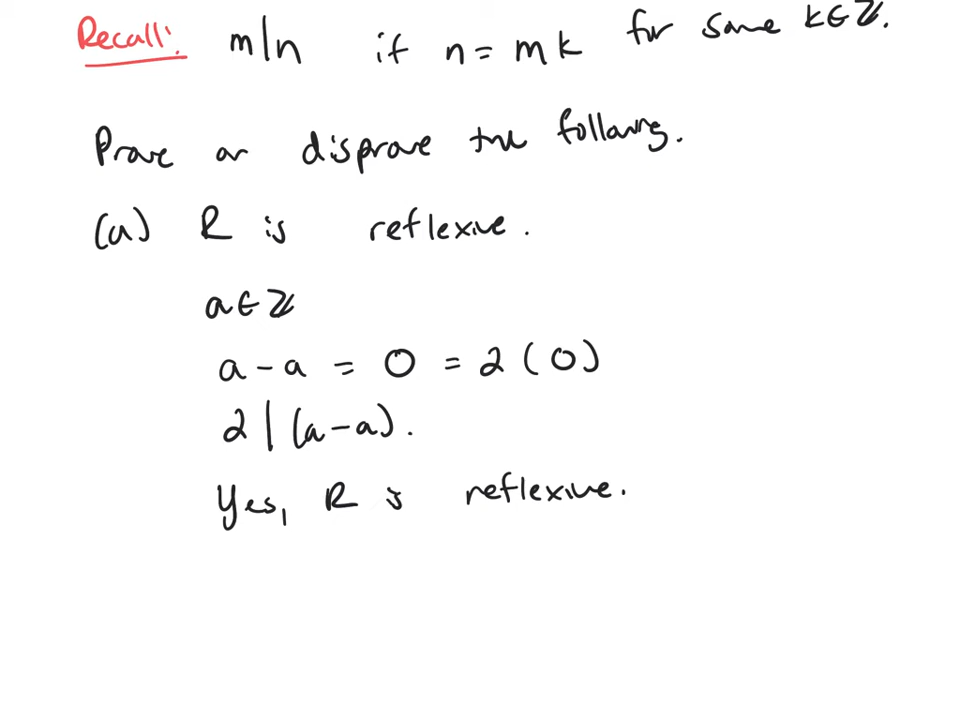 Recall: m|n if n = mk for some k∈ℤ.
Prove or disprove the following.
(a) R is reflexive.
a∈ℤ
a-a = 0 = 2(0)
2|(a-a).
Yes, R is reflexive.